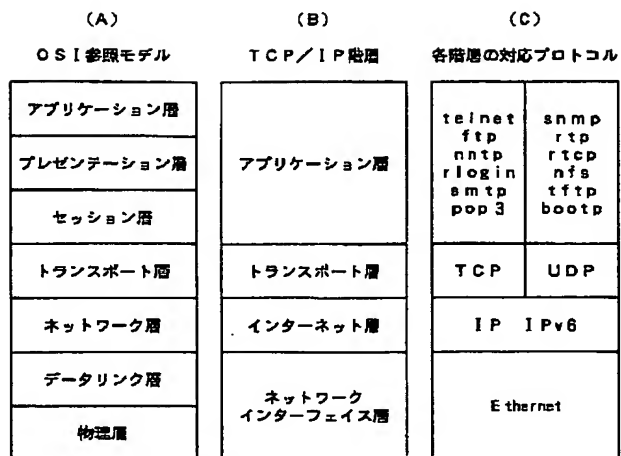 (A)
OSI参照モデル
アプリケーション層
プレゼンテーション層
セッション層
トランスポート層
ネットワーク層
データリンク層
物理層
(B)
TCP/IP階層
アプリケーション層
トランスポート層
インターネット層
ネットワーク
インターフェイス層
(C)
各階層の対応プロトコル
telnet
ftp
nntp
rlogin
smtp
pop3
snmp
rtp
rtcp
nfs
tftp
bootp
TCP
UDP
IP IPv6
Ethernet